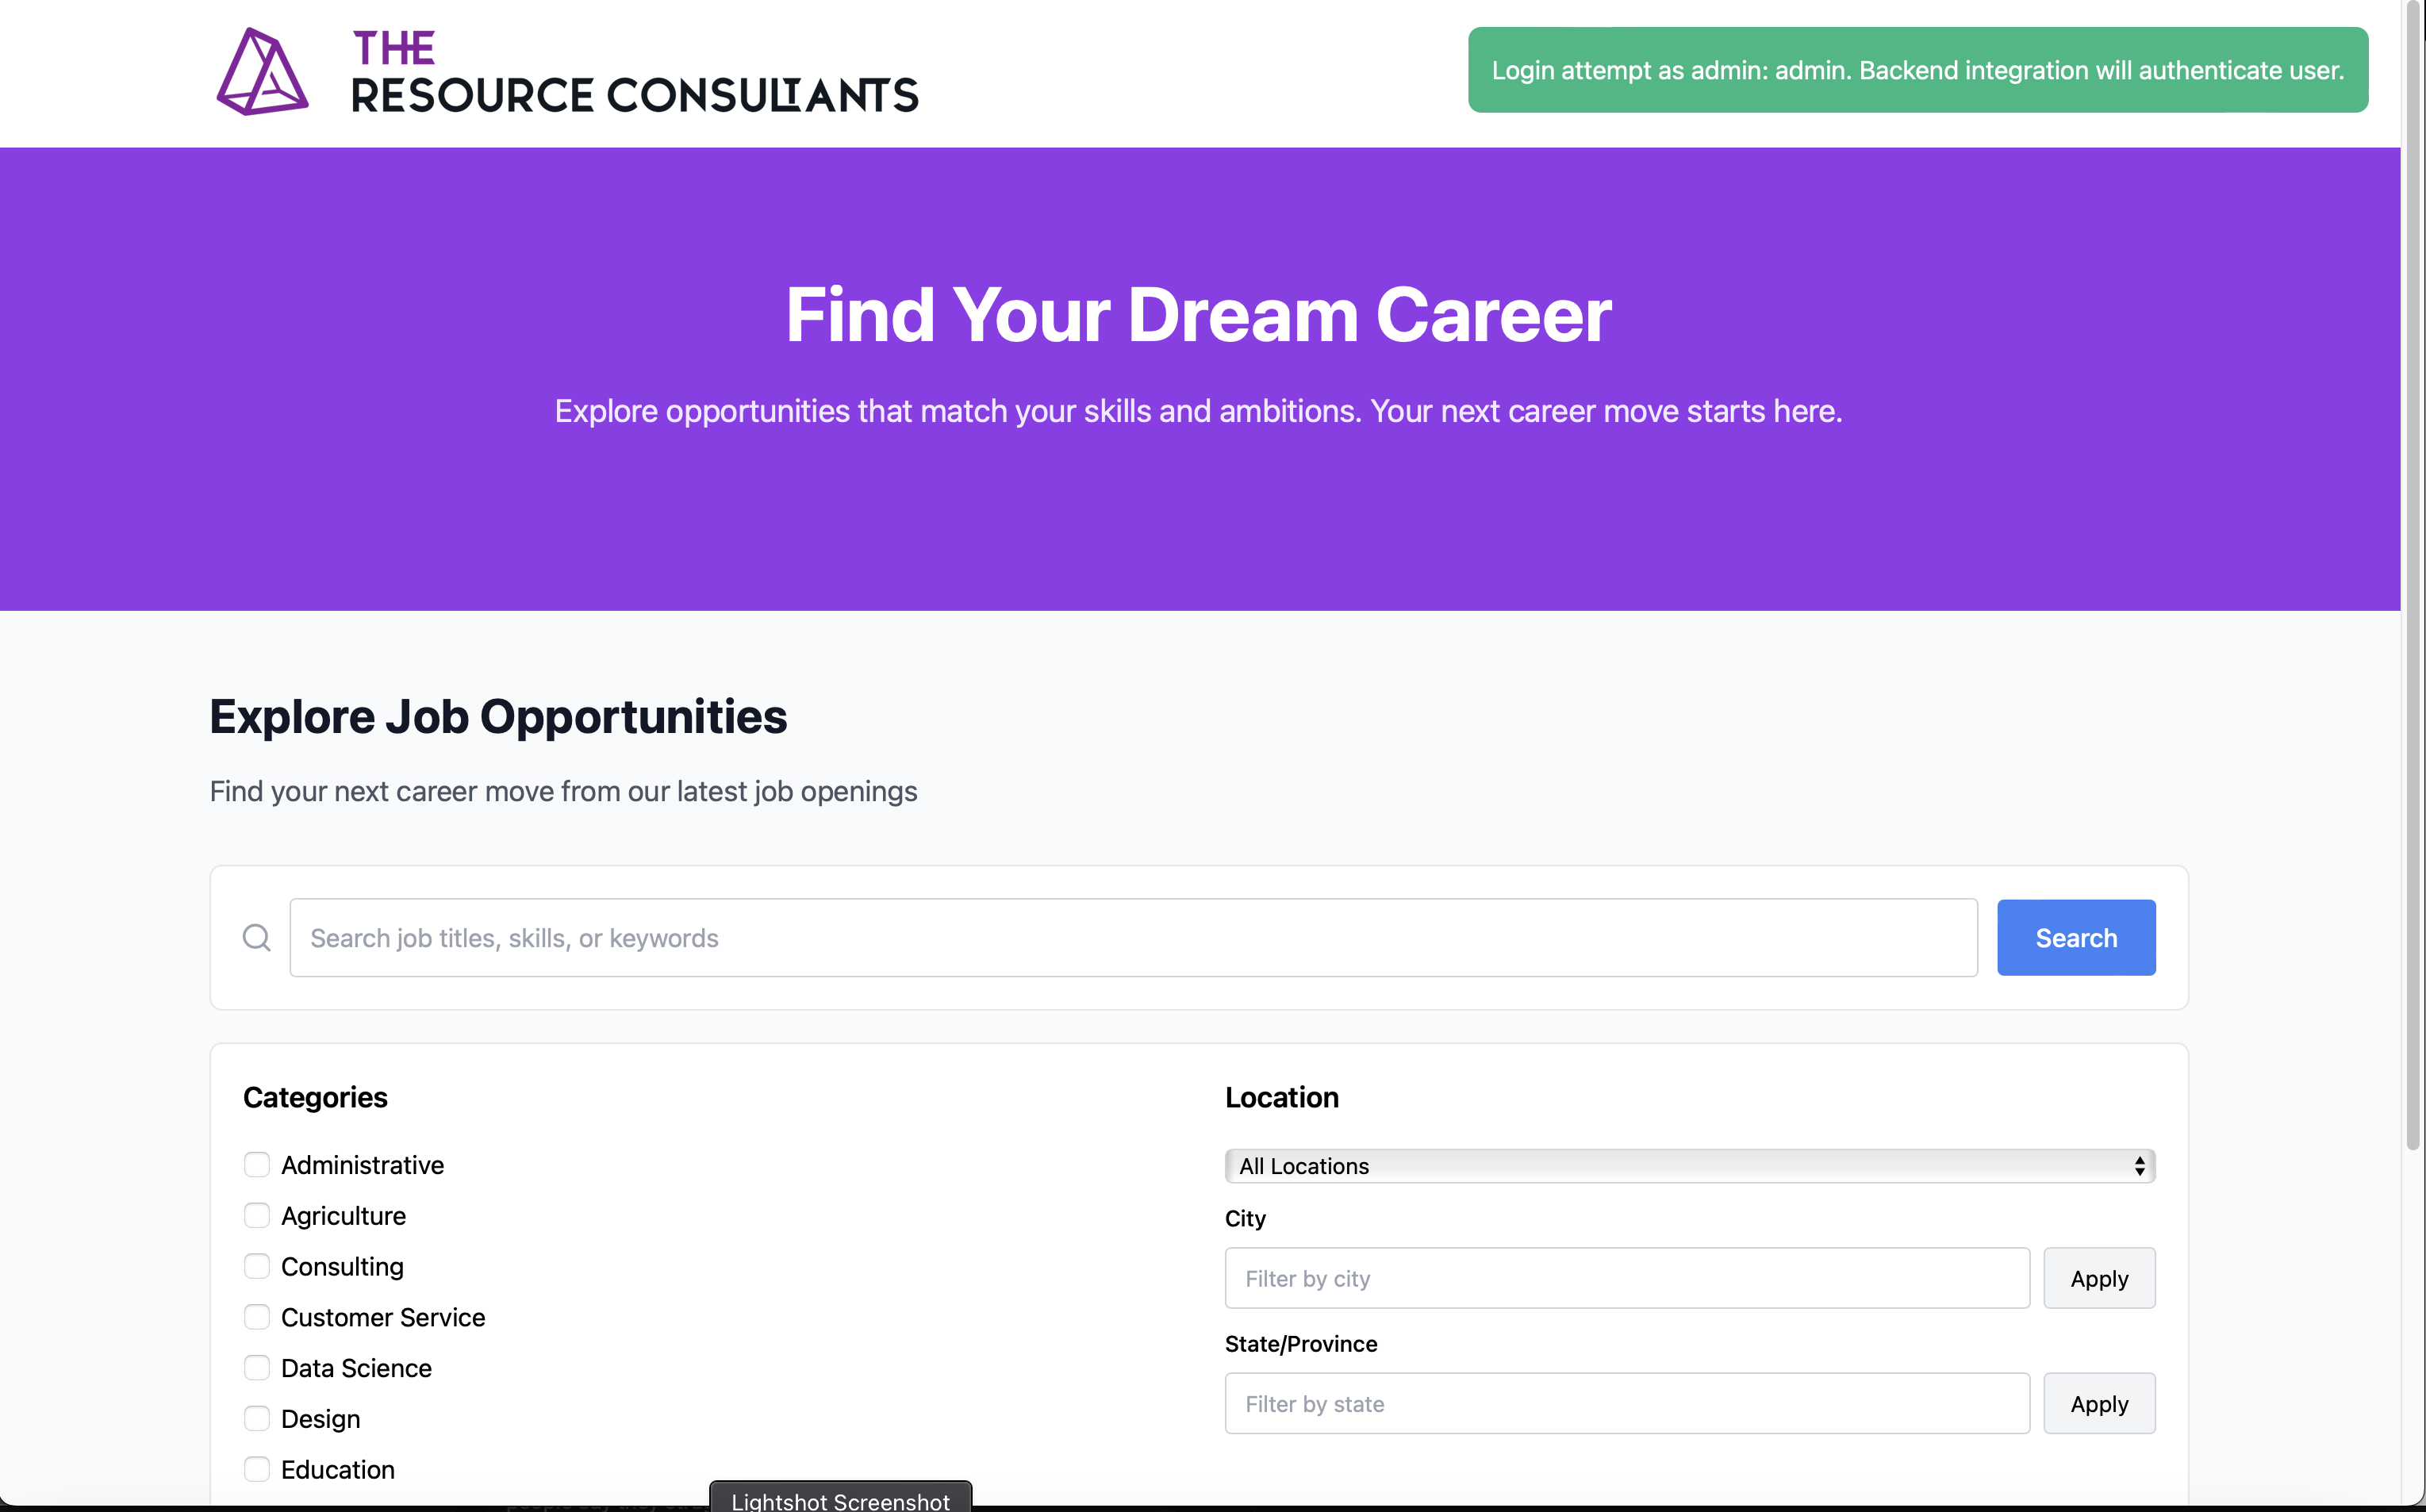 THE
RESOURCE CONSULTANTS
Login attempt as admin: admin. Backend integration will authenticate user.
Find Your Dream Career
Explore opportunities that match your skills and ambitions. Your next career move starts here.
Explore Job Opportunities
Find your next career move from our latest job openings
Search job titles, skills, or keywords
Search
Categories
Administrative
Agriculture
Consulting
Customer Service
Data Science
Design
Education
Location
All Locations
City
Filter by city
Apply
State/Province
Filter by state
Apply
Lightshot Screenshot